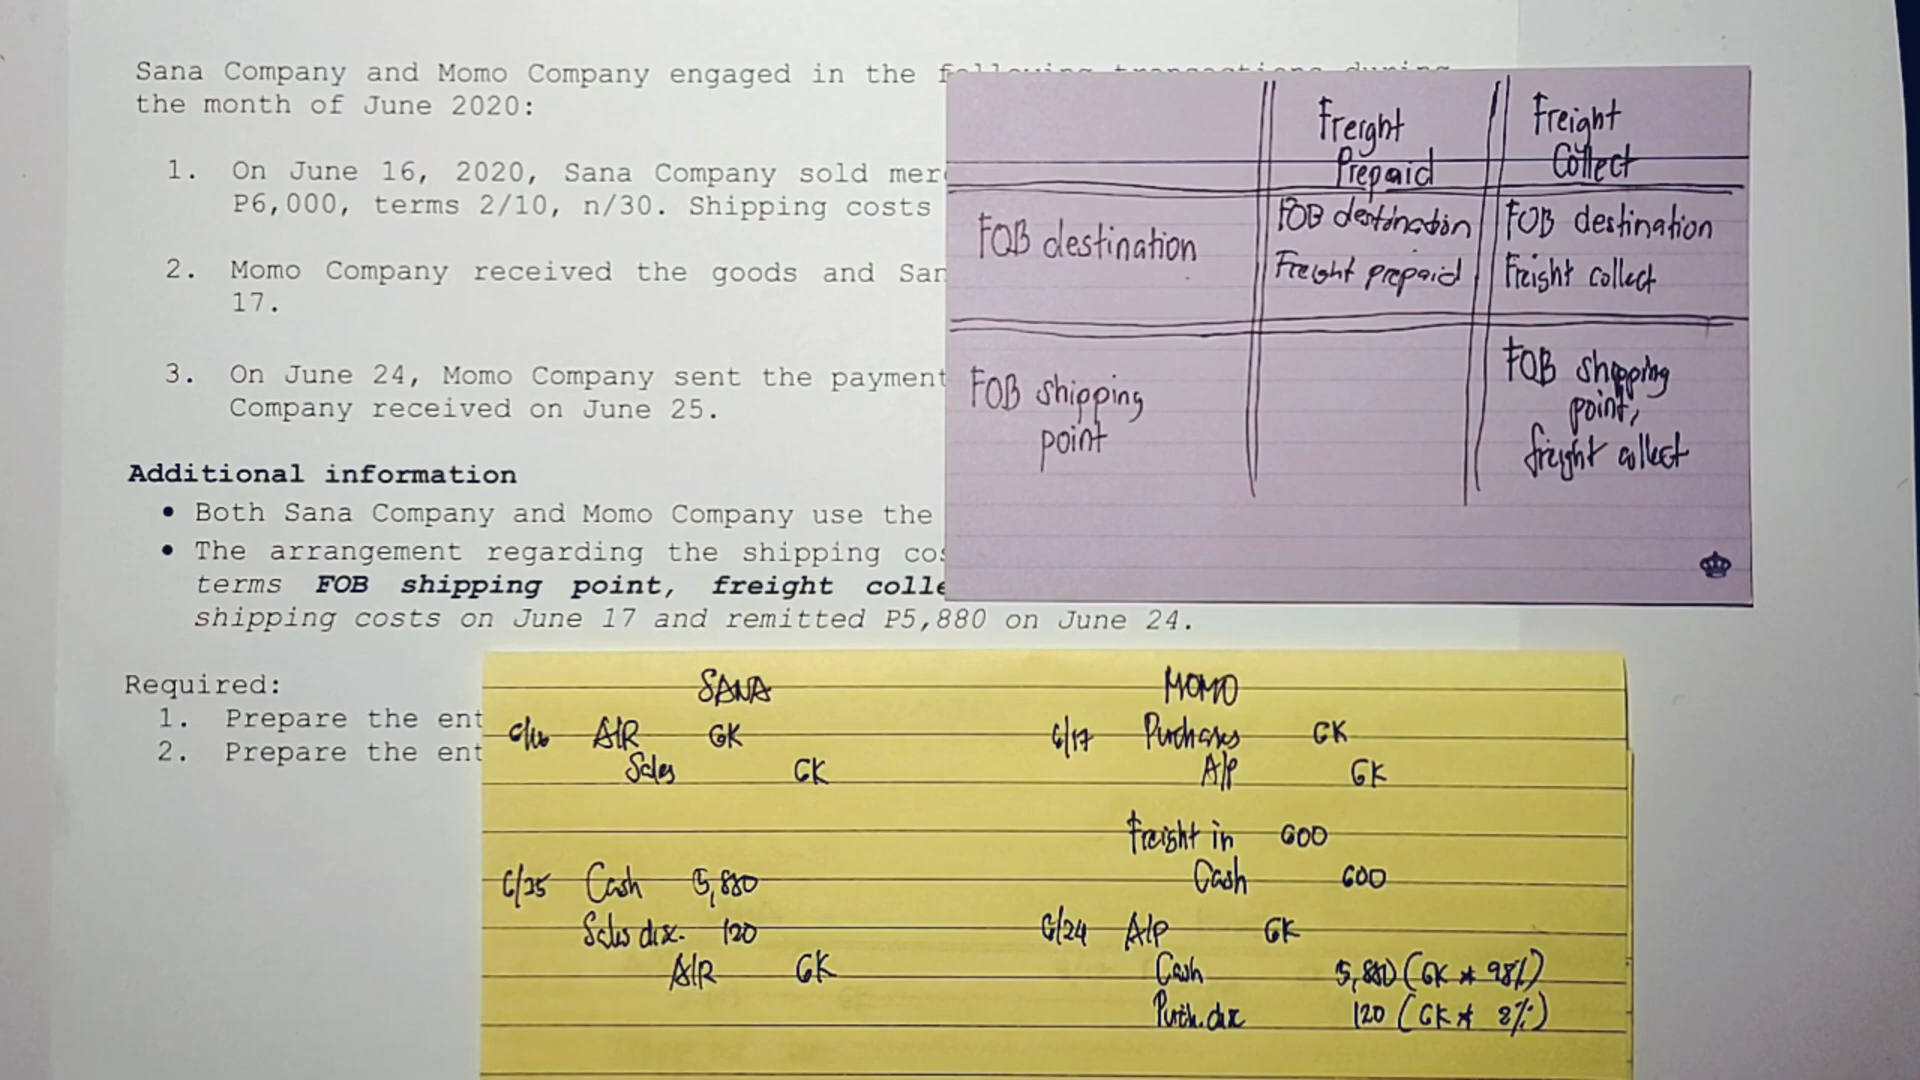 Sana Company and Momo Company engaged in the following transactions during
the month of June 2020:
1. On June 16, 2020, Sana Company sold mer
P6,000, terms 2/10, n/30. Shipping costs
2. Momo Company received the goods and San
17.
3. On June 24, Momo Company sent the payment
Company received on June 25.
Additional information
• Both Sana Company and Momo Company use the
• The arrangement regarding the shipping cos
terms FOB shipping point, freight colle
shipping costs on June 17 and remitted P5,880 on June 24.
Required:
1. Prepare the ent
2. Prepare the ent
Freight
Prepaid
Freight
Collect
FOB destination
FOB destination
Freight prepaid
FOB destination
Freight collect
FOB shipping
point
FOB shipping
point,
freight collect
SANA
6/16 A/R 6K
Sales 6K
6/25 Cash 5,880
Sales dix. 120
A/R 6K
MOMO
6/17 Purchases 6K
A/P 6K
Freight in 600
Cash 600
6/24 A/P 6K
Cash 5,880 (6K * 98%)
Purch. dix 120 (6K * 2%)